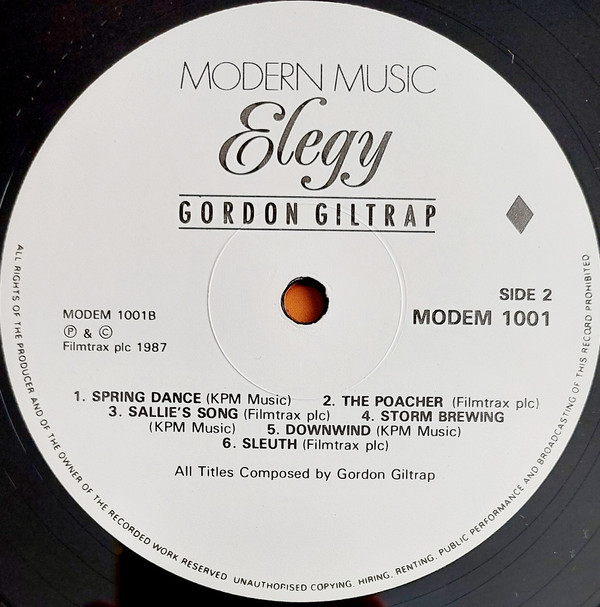 MODERN MUSIC
Elegy
GORDON GILTRAP
SIDE 2
MODEM 1001
MODEM 1001B
Ⓟ & ©
Filmtrax plc 1987
1. SPRING DANCE (KPM Music) 2. THE POACHER (Filmtrax plc)
3. SALLIE'S SONG (Filmtrax plc) 4. STORM BREWING
(KPM Music) 5. DOWNWIND (KPM Music)
6. SLEUTH (Filmtrax plc)
All Titles Composed by Gordon Giltrap
ALL RIGHTS OF THE PRODUCER AND OF THE OWNER OF THE RECORDED WORK RESERVED UNAUTHORISED COPYING, HIRING, RENTING, PUBLIC PERFORMANCE AND BROADCASTING OF THIS RECORD PROHIBITED